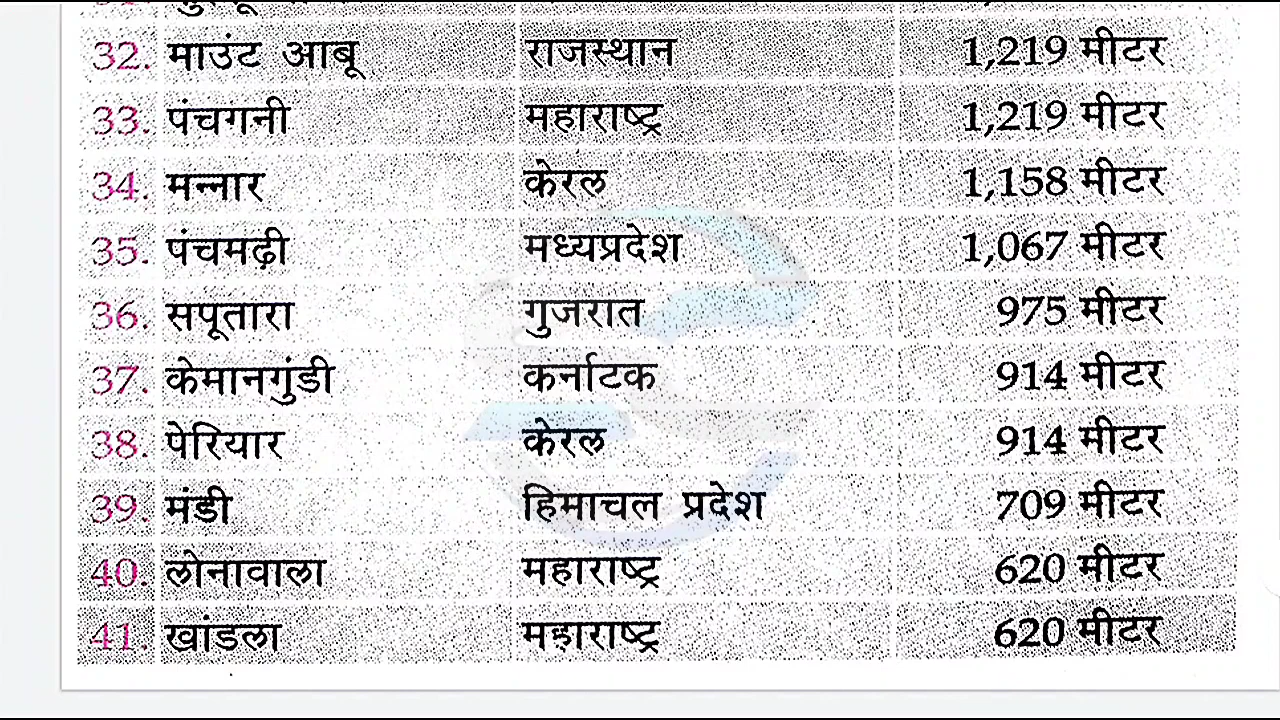 32. माउंट आबू राजस्थान 1,219 मीटर
33. पंचगनी महाराष्ट्र 1,219 मीटर
34. मन्नार केरल 1,158 मीटर
35. पंचमढ़ी मध्यप्रदेश 1,067 मीटर
36. सपूतारा गुजरात 975 मीटर
37. केमानगुंडी कर्नाटक 914 मीटर
38. पेरियार केरल 914 मीटर
39. मंडी हिमाचल प्रदेश 709 मीटर
40. लोनावाला महाराष्ट्र 620 मीटर
41. खांडला महाराष्ट्र 620 मीटर